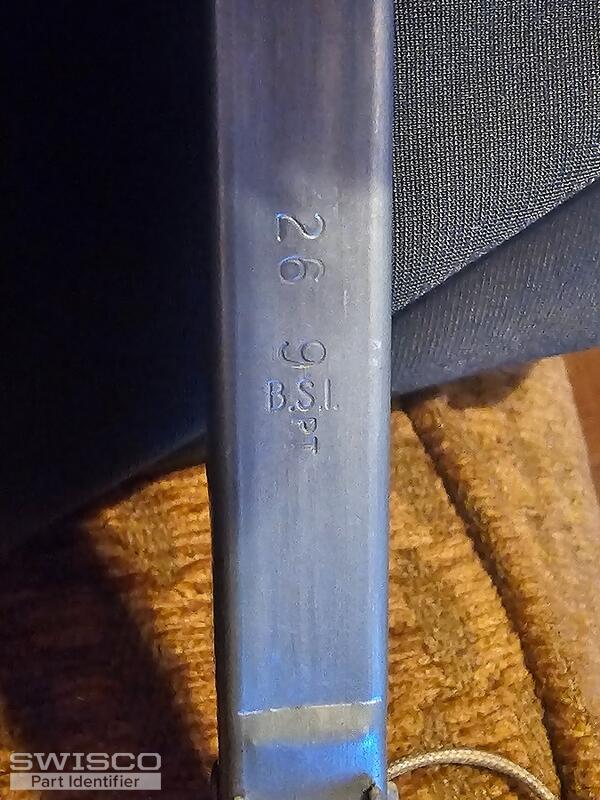 26 9
B.S.I.
PT
SWISCO
Part Identifier